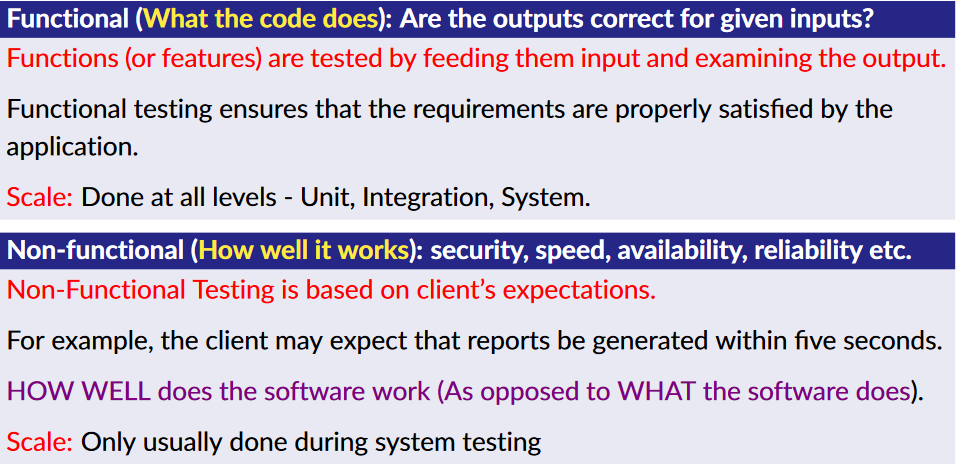 Functional (What the code does): Are the outputs correct for given inputs?
Functions (or features) are tested by feeding them input and examining the output.
Functional testing ensures that the requirements are properly satisfied by the
application.
Scale: Done at all levels - Unit, Integration, System.
Non-functional (How well it works): security, speed, availability, reliability etc.
Non-Functional Testing is based on client’s expectations.
For example, the client may expect that reports be generated within five seconds.
HOW WELL does the software work (As opposed to WHAT the software does).
Scale: Only usually done during system testing